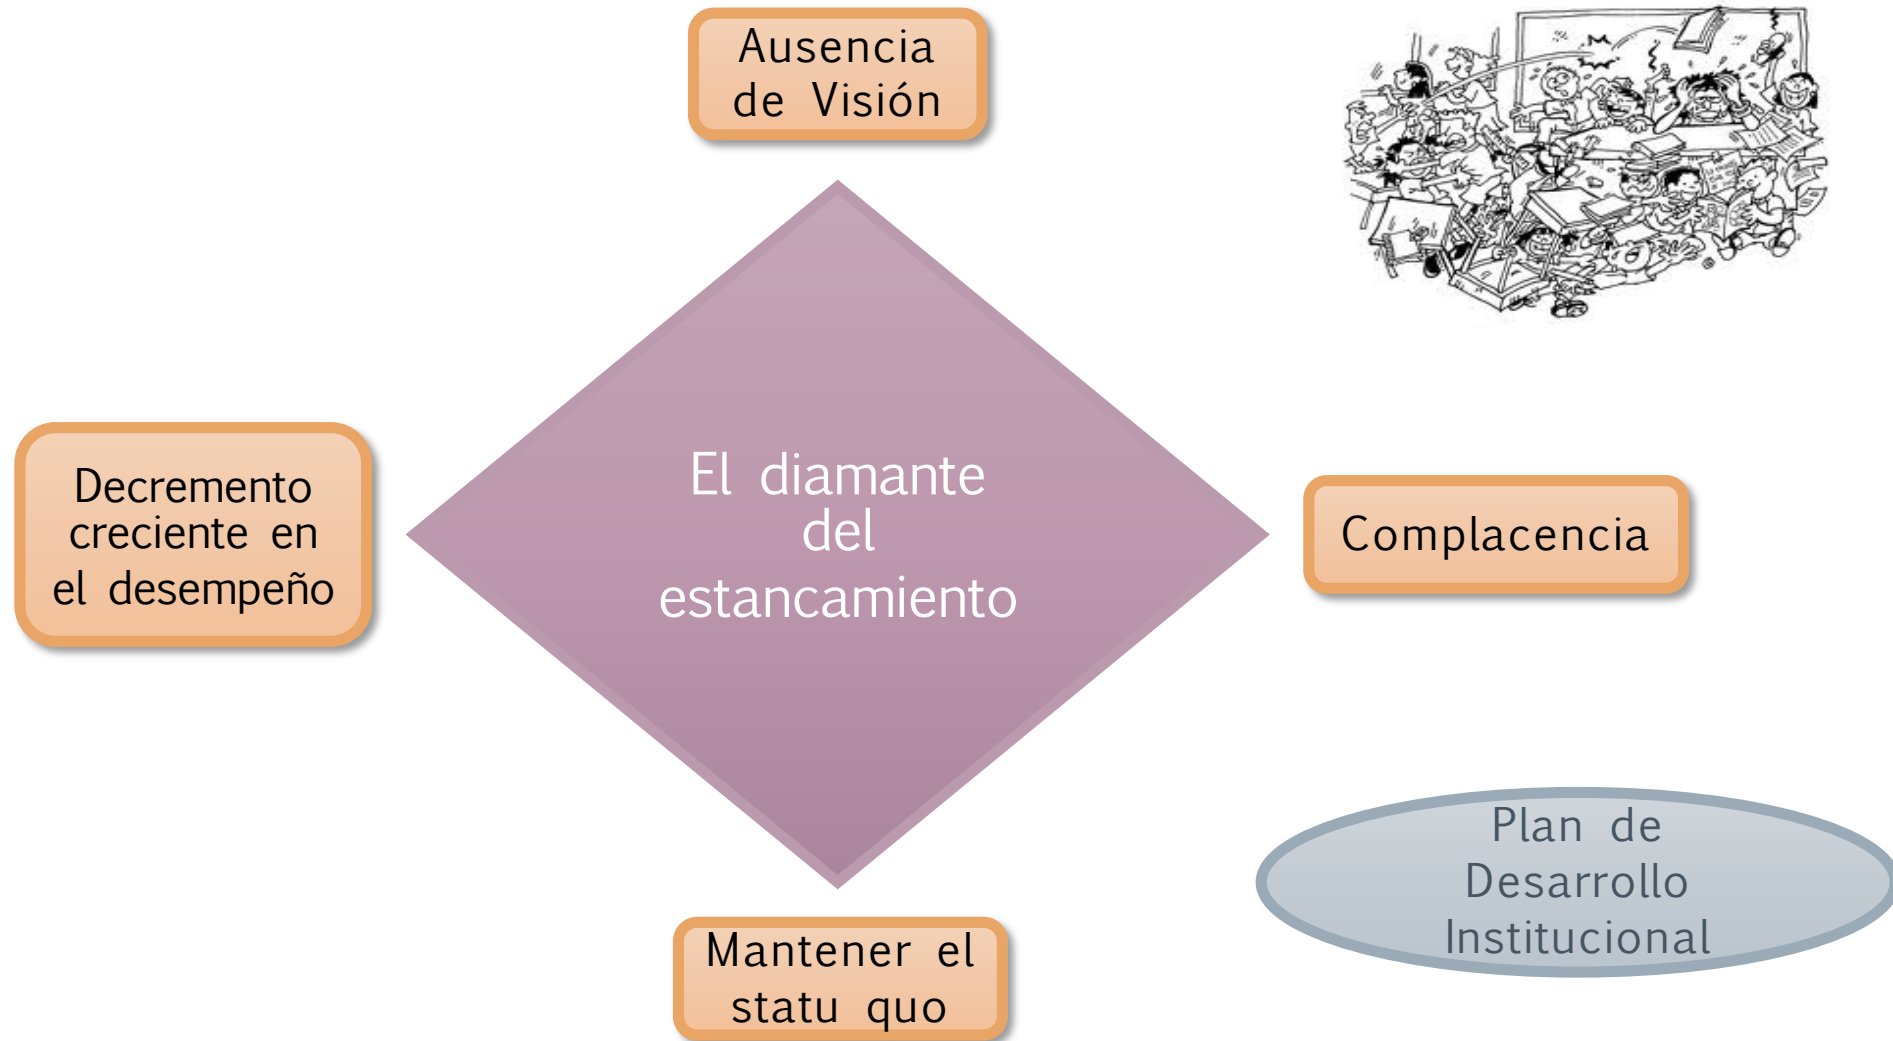 Ausencia
de Visión
Decremento
creciente en
el desempeño
El diamante
del
estancamiento
Complacencia
Mantener el
statu quo
Plan de
Desarrollo
Institucional